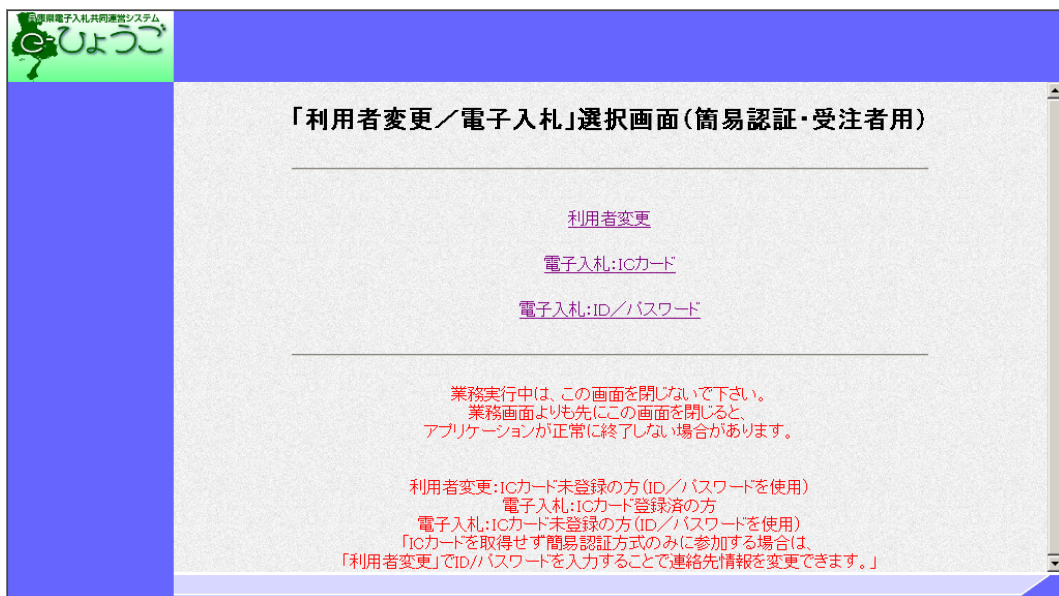 兵庫県電子入札共同運営システム
e-ひょうご
「利用者変更／電子入札」選択画面（簡易認証・受注者用）
利用者変更
電子入札：ICカード
電子入札：ID／パスワード
業務実行中は、この画面を閉じないで下さい。
業務画面よりも先にこの画面を閉じると、
アプリケーションが正常に終了しない場合があります。
利用者変更：ICカード未登録の方（ID／パスワードを使用）
電子入札：ICカード登録済の方
電子入札：ICカード未登録の方（ID／パスワードを使用）
「ICカードを取得せず簡易認証方式のみに参加する場合は、
「利用者変更」でID/パスワードを入力することで連絡先情報を変更できます。」